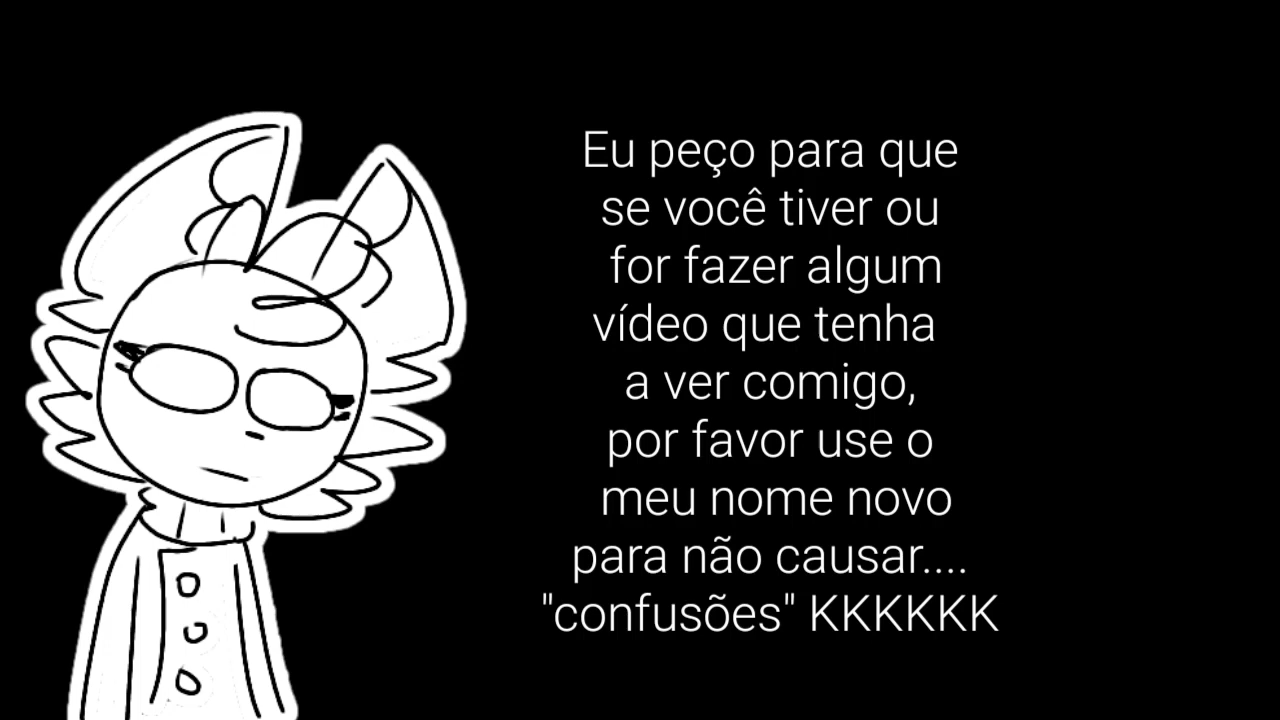 Eu peço para que
se você tiver ou
for fazer algum
vídeo que tenha
a ver comigo,
por favor use o
meu nome novo
para não causar....
"confusões" KKKKKK